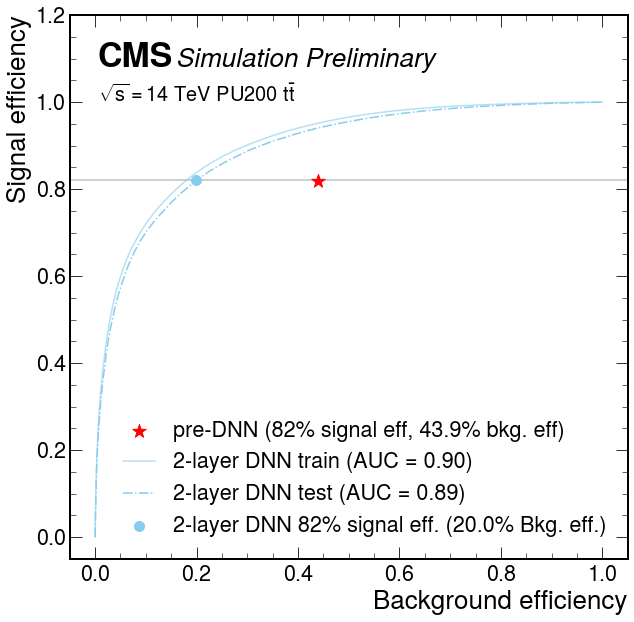 CMS Simulation Preliminary
√s = 14 TeV PU200 tt̄
Signal efficiency
1.2
1.0
0.8
0.6
0.4
0.2
0.0
pre-DNN (82% signal eff, 43.9% bkg. eff)
2-layer DNN train (AUC = 0.90)
2-layer DNN test (AUC = 0.89)
2-layer DNN 82% signal eff. (20.0% Bkg. eff.)
0.0 0.2 0.4 0.6 0.8 1.0
Background efficiency